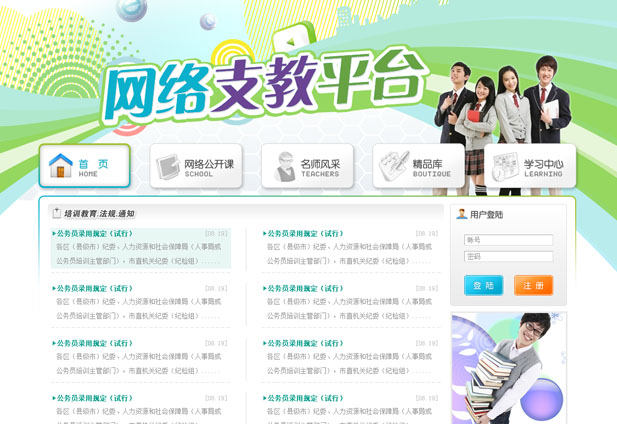 网络支教平台
首 页
HOME
网络公开课
SCHOOL
名师风采
TEACHERS
精品库
BOUTIQUE
学习中心
LEARNING
培训教育.法规.通知
公务员录用规定（试行） [08.19]
各区（县级市）纪委、人力资源和社会保障局（人事局或
公务员培训主管部门），市直机关纪委（纪检组）......
公务员录用规定（试行） [08.19]
各区（县级市）纪委、人力资源和社会保障局（人事局或
公务员培训主管部门），市直机关纪委（纪检组）......
公务员录用规定（试行） [08.19]
各区（县级市）纪委、人力资源和社会保障局（人事局或
公务员培训主管部门），市直机关纪委（纪检组）......
公务员录用规定（试行） [08.19]
各区（县级市）纪委、人力资源和社会保障局（人事局或
公务员培训主管部门），市直机关纪委（纪检组）......
公务员录用规定（试行） [08.19]
各区（县级市）纪委、人力资源和社会保障局（人事局或
公务员培训主管部门），市直机关纪委（纪检组）......
公务员录用规定（试行） [08.19]
各区（县级市）纪委、人力资源和社会保障局（人事局或
公务员培训主管部门），市直机关纪委（纪检组）......
公务员录用规定（试行） [08.19]
各区（县级市）纪委、人力资源和社会保障局（人事局或
公务员录用规定（试行） [08.19]
各区（县级市）纪委、人力资源和社会保障局（人事局或
用户登陆
帐号
密码
登 陆
注 册